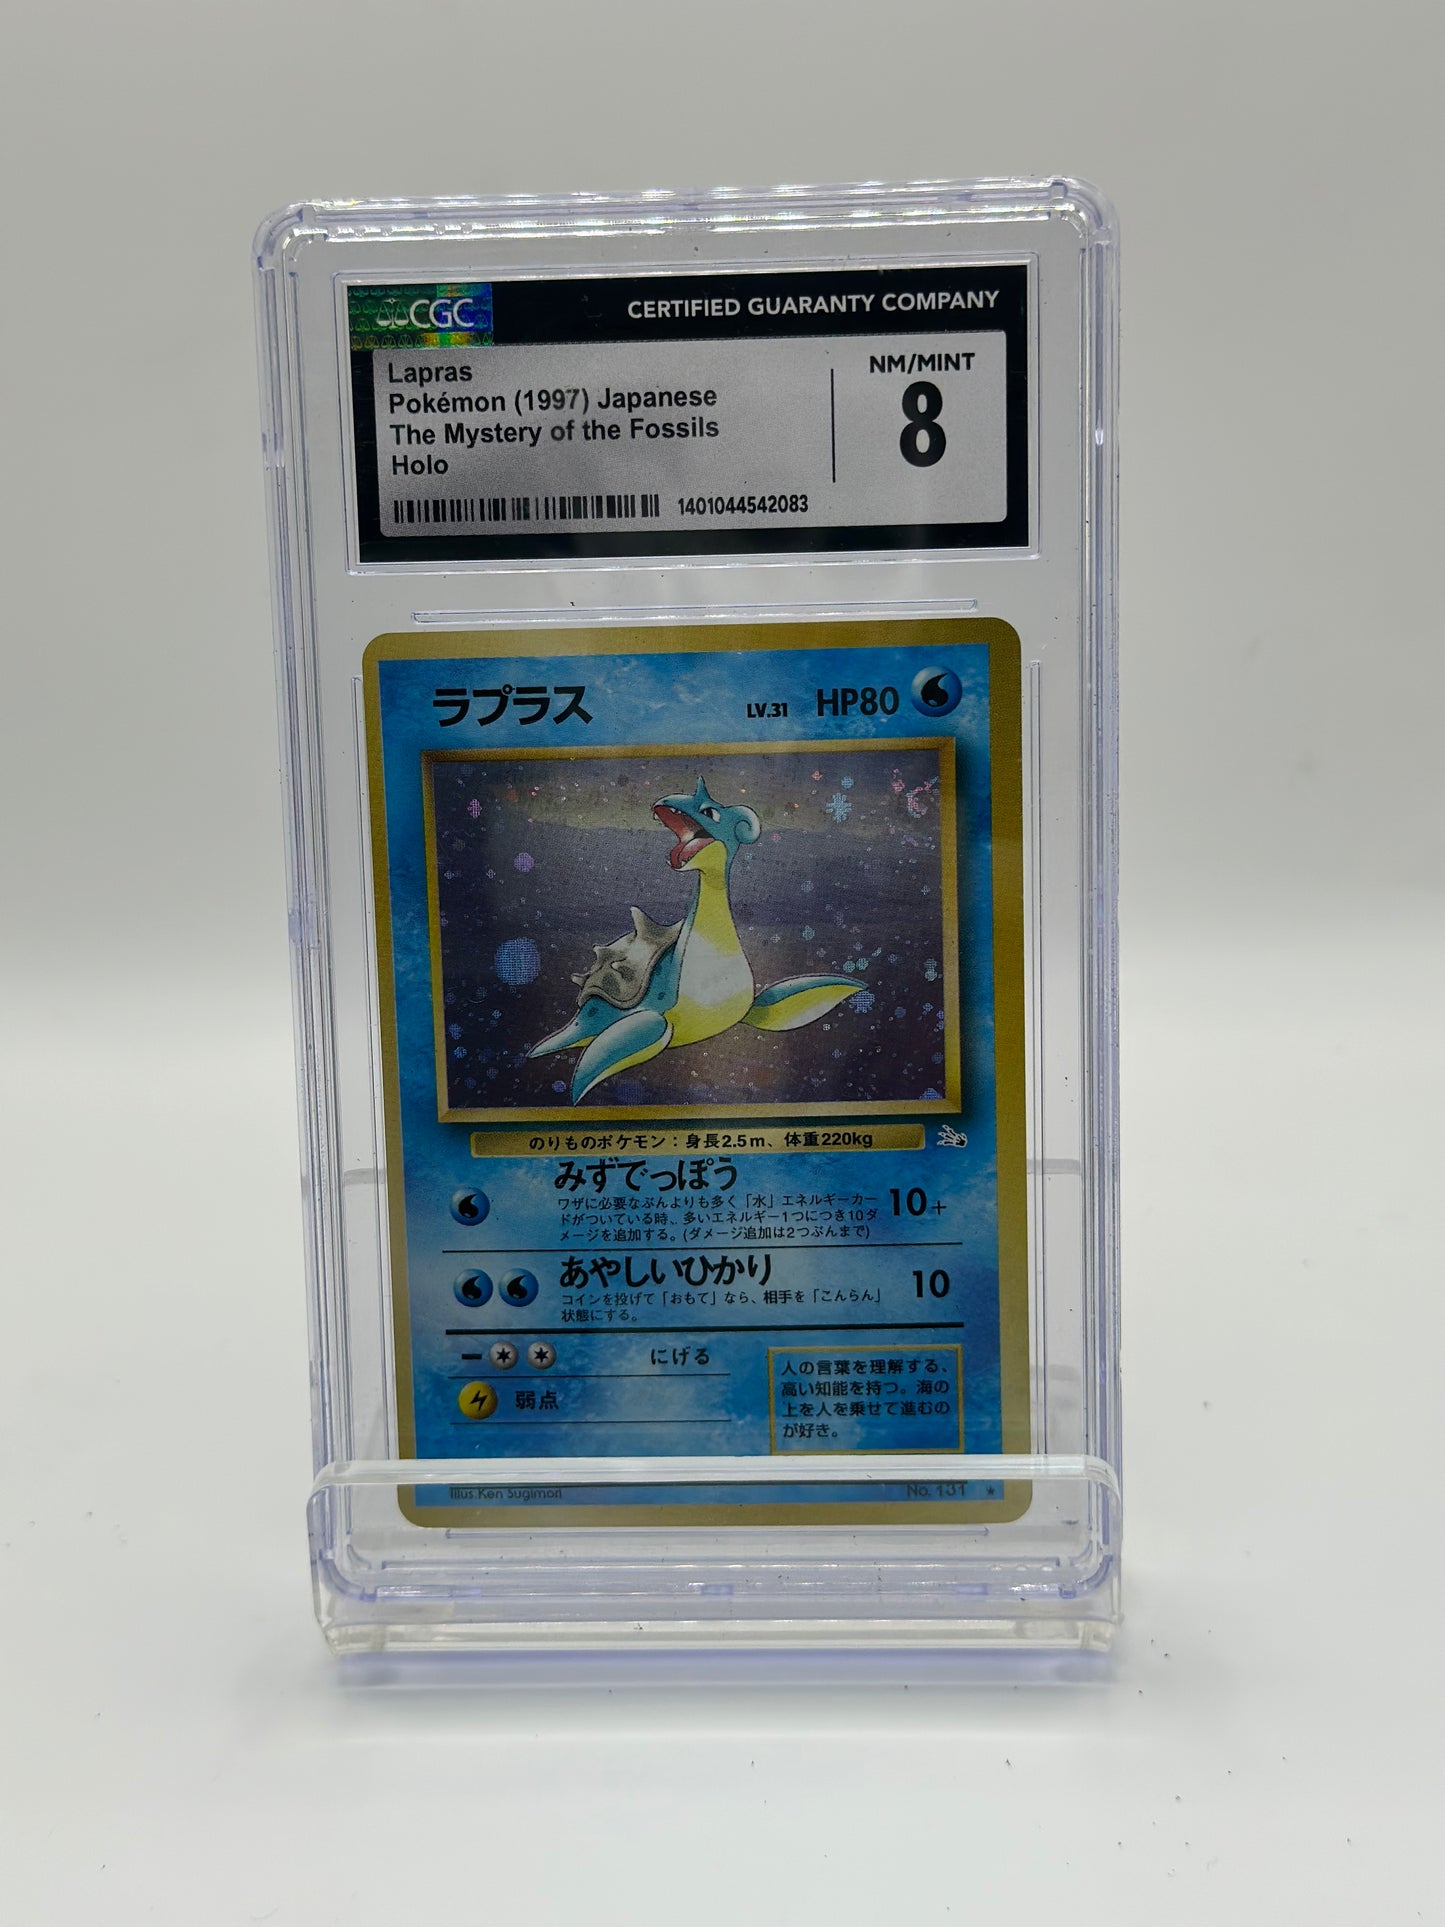 CGC
CERTIFIED GUARANTY COMPANY
Lapras
Pokémon (1997) Japanese
The Mystery of the Fossils
Holo
NM/MINT
8
1401044542083
ラプラス
LV.31 HP80
のりものポケモン：身長2.5m、体重220kg
みずでっぽう
ワザに必要なぶんよりも多く「水」エネルギーカー
ドがついている時、多いエネルギー1つにつき10ダ
メージを追加する。(ダメージ追加は2つぶんまで)
10+
あやしいひかり
コインを投げて「おもて」なら、相手を「こんらん」
状態にする。
10
にげる
弱点
人の言葉を理解する、
高い知能を持つ。海の
上を人を乗せて進むの
が好き。
Illus. Ken Sugimori
No. 131